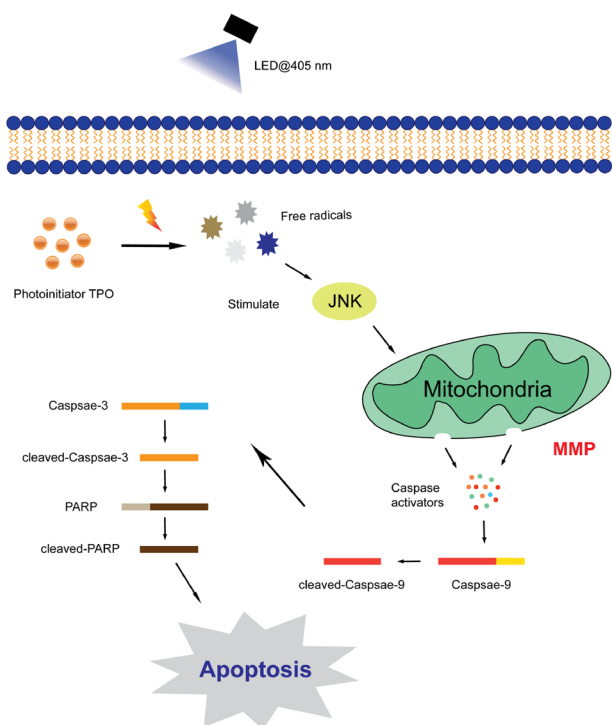 LED@405 nm
Free radicals
Photoinitiator TPO
Stimulate
JNK
Mitochondria
MMP
Caspase
activators
Caspsae-9
cleaved-Caspsae-9
Caspsae-3
cleaved-Caspsae-3
PARP
cleaved-PARP
Apoptosis